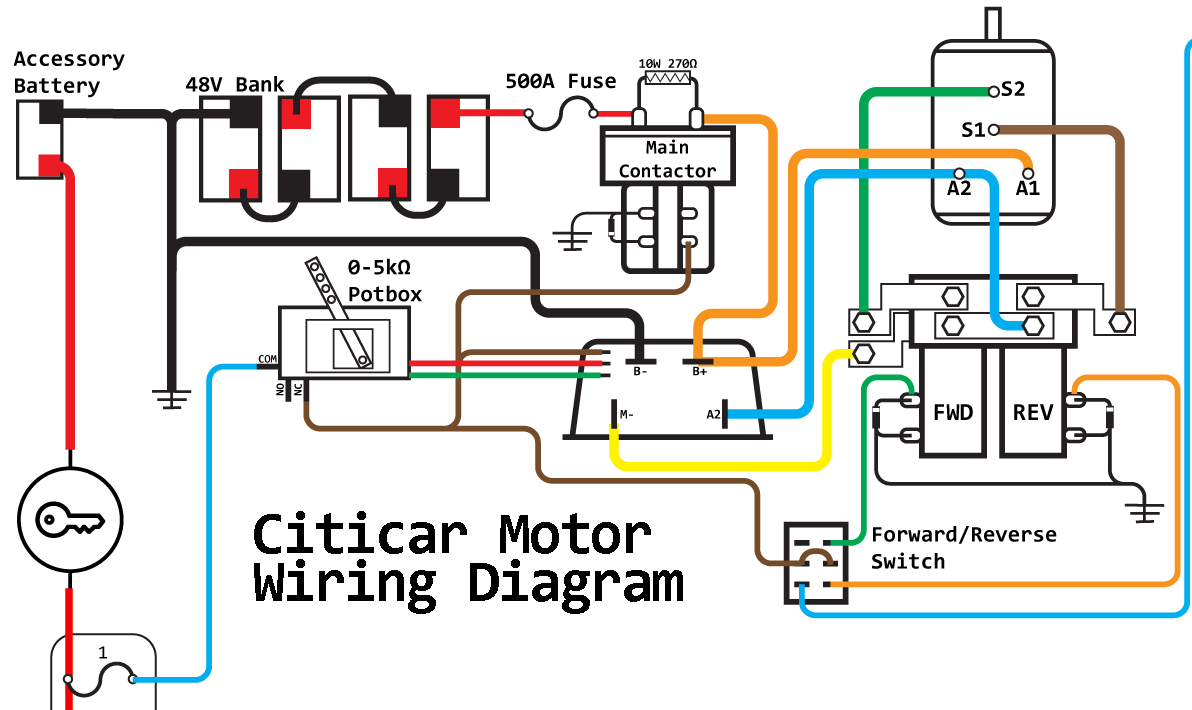 Accessory
Battery
48V Bank
500A Fuse
10W 270Ω
Main
Contactor
S2
S1
A2
A1
0-5kΩ
Potbox
COM
NO
NC
B-
B+
M-
A2
FWD
REV
Citicar Motor
Wiring Diagram
Forward/Reverse
Switch
1